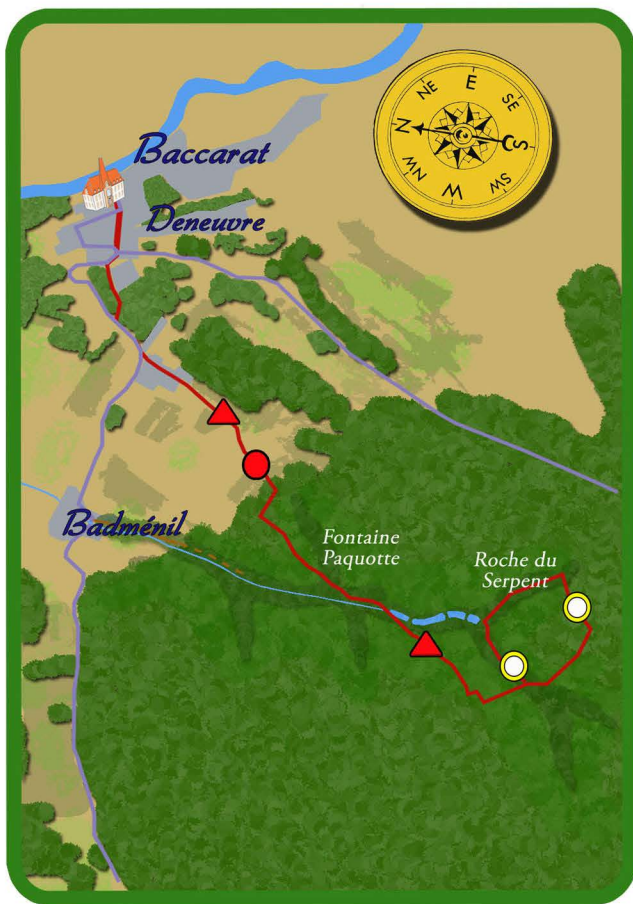 NE
E
SE
N
S
NW
W
SW
Baccarat
Deneuvre
Badménil
Fontaine
Paquotte
Roche du
Serpent